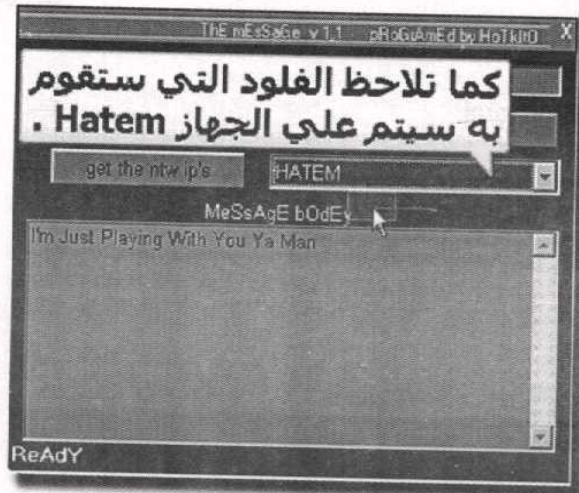 ThE mEsSaGe v 1,1 pRoGrAmEd by HoTkItO X
كما تلاحظ الفلود التي ستقوم
به سيتم علي الجهاز Hatem .
get the ntw ip's
HATEM
MeSsAgE bOdEy
I'm Just Playing With You Ya Man
ReAdY